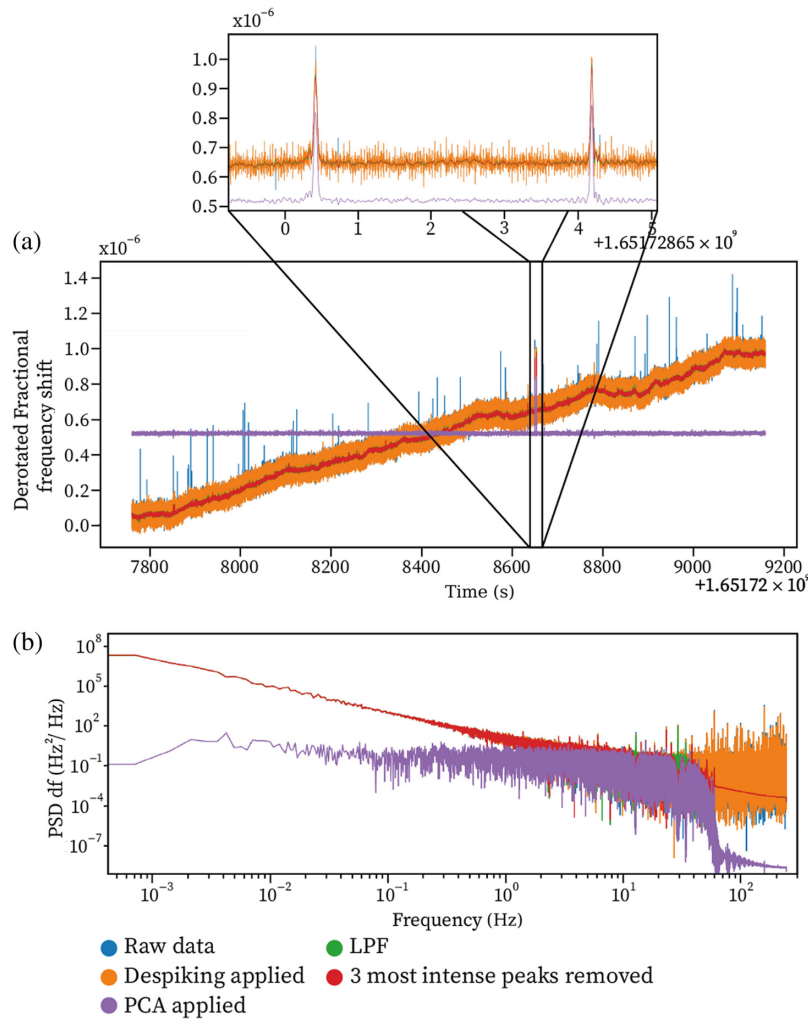 x10⁻⁶
1.0
0.9
0.8
0.7
0.6
0.5
0 1 2 3 4 5
+1.65172865 × 10⁹
(a)
x10⁻⁶
1.4
1.2
1.0
0.8
0.6
0.4
0.2
0.0
Derotated Fractional
frequency shift
7800 8000 8200 8400 8600 8800 9000 9200
Time (s)
+1.65172 × 10⁹
(b)
10⁸
10⁵
10²
10⁻¹
10⁻⁴
10⁻⁷
PSD df (Hz²/ Hz)
10⁻³ 10⁻² 10⁻¹ 10⁰ 10¹ 10²
Frequency (Hz)
Raw data LPF
Despiking applied 3 most intense peaks removed
PCA applied